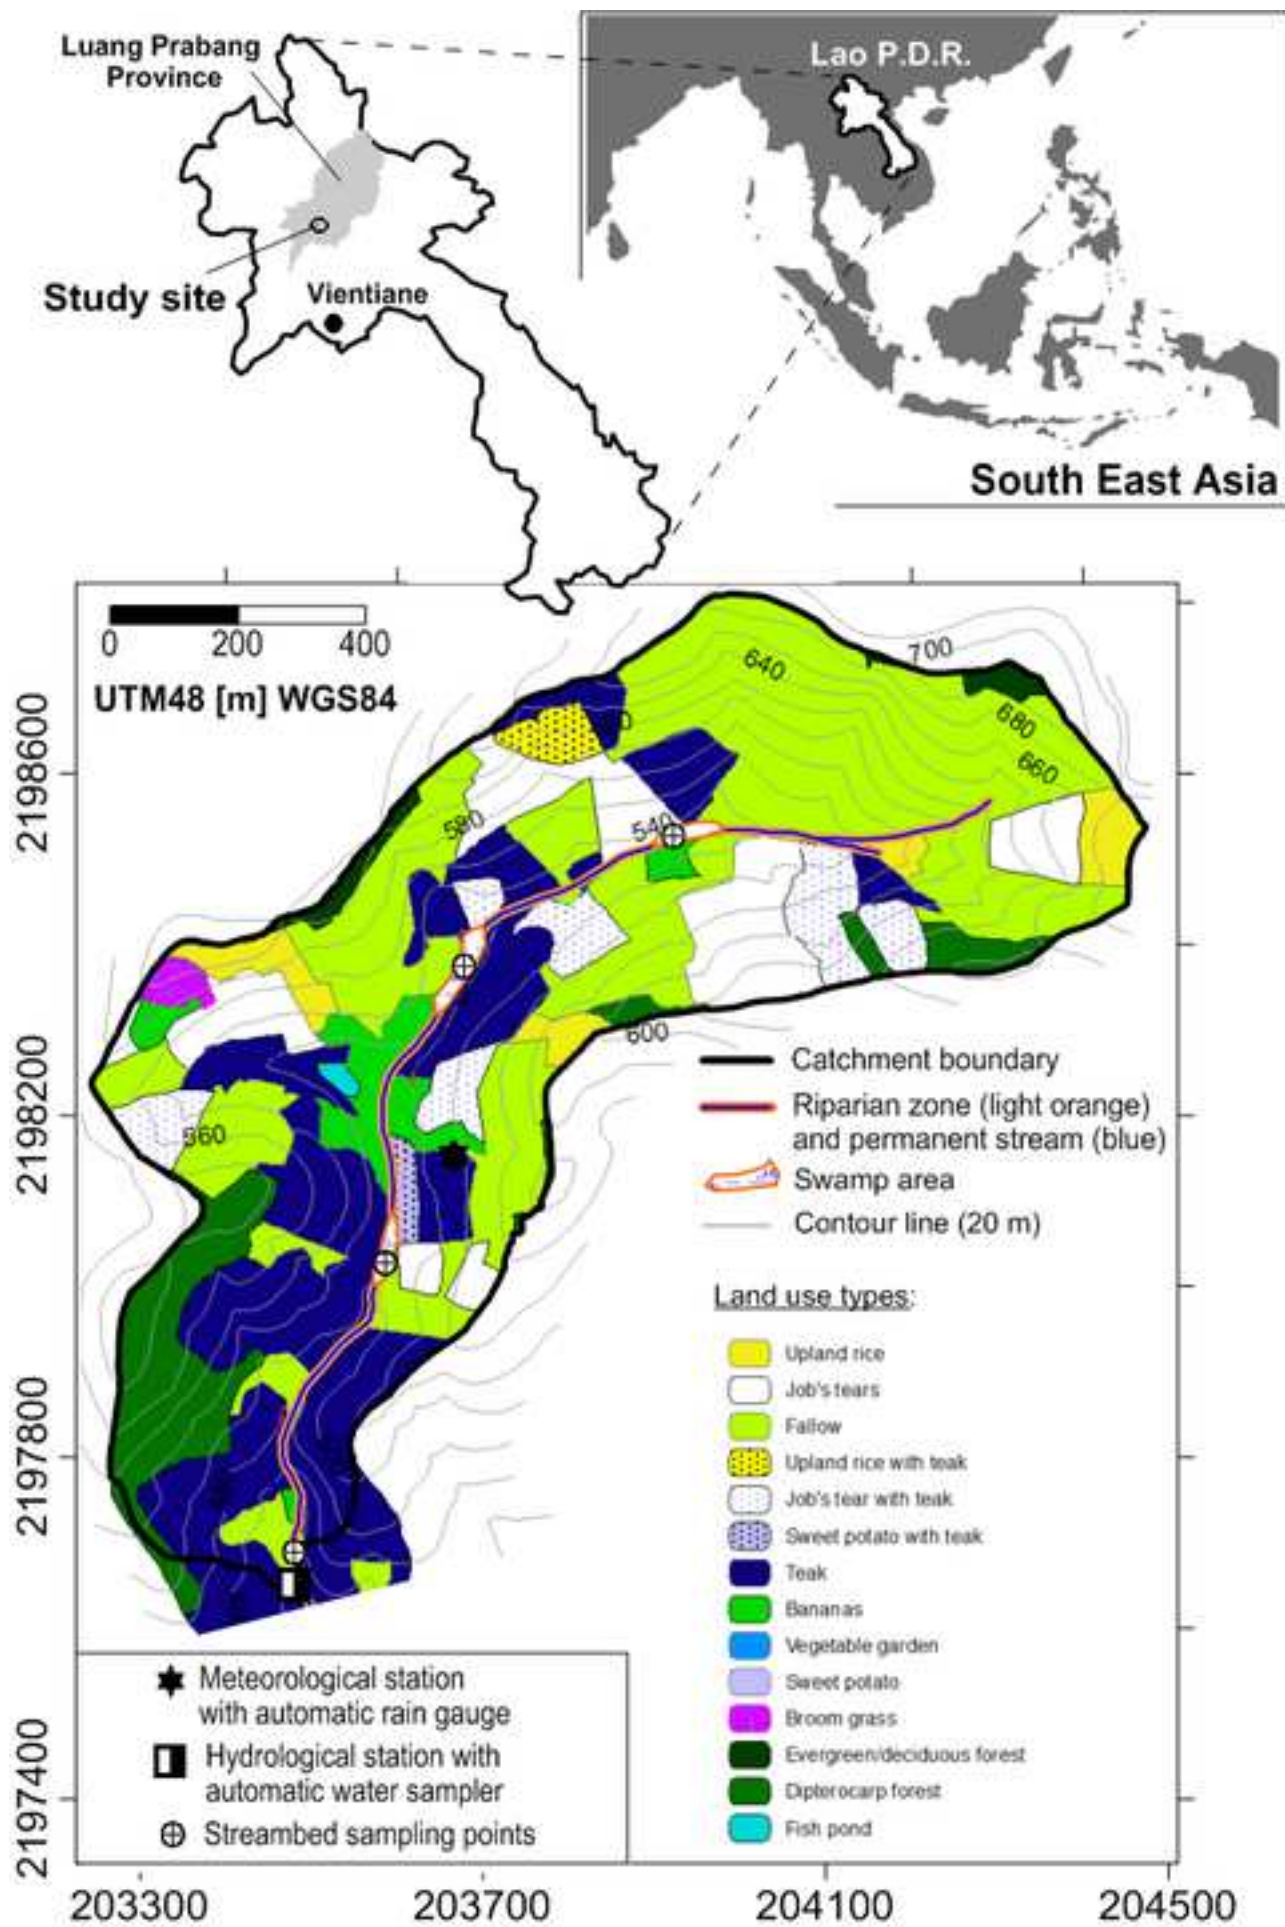 Luang Prabang
Province
Lao P.D.R.
Study site
Vientiane
South East Asia
0 200 400
UTM48 [m] WGS84
700
640
680
660
580
540
600
560
2198600
2198200
2197800
2197400
Catchment boundary
Riparian zone (light orange)
and permanent stream (blue)
Swamp area
Contour line (20 m)
Land use types:
Upland rice
Job's tears
Fallow
Upland rice with teak
Job's tear with teak
Sweet potato with teak
Teak
Bananas
Vegetable garden
Sweet potato
Broom grass
Evergreen/deciduous forest
Dipterocarp forest
Fish pond
Meteorological station
with automatic rain gauge
Hydrological station with
automatic water sampler
Streambed sampling points
203300 203700 204100 204500